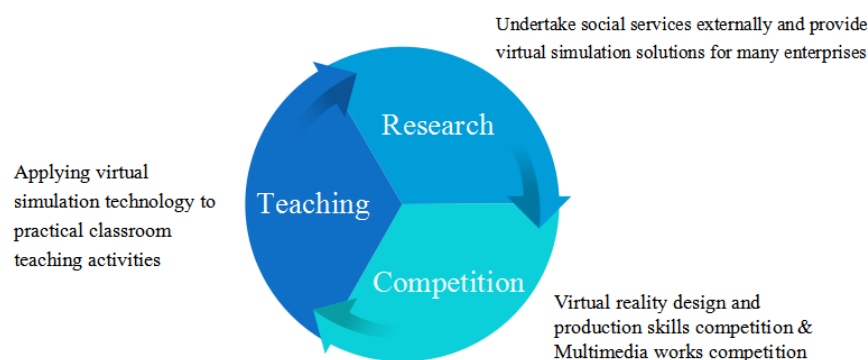 Undertake social services externally and provide
virtual simulation solutions for many enterprises
Research
Applying virtual
simulation technology to
practical classroom
teaching activities
Teaching
Competition
Virtual reality design and
production skills competition &
Multimedia works competition